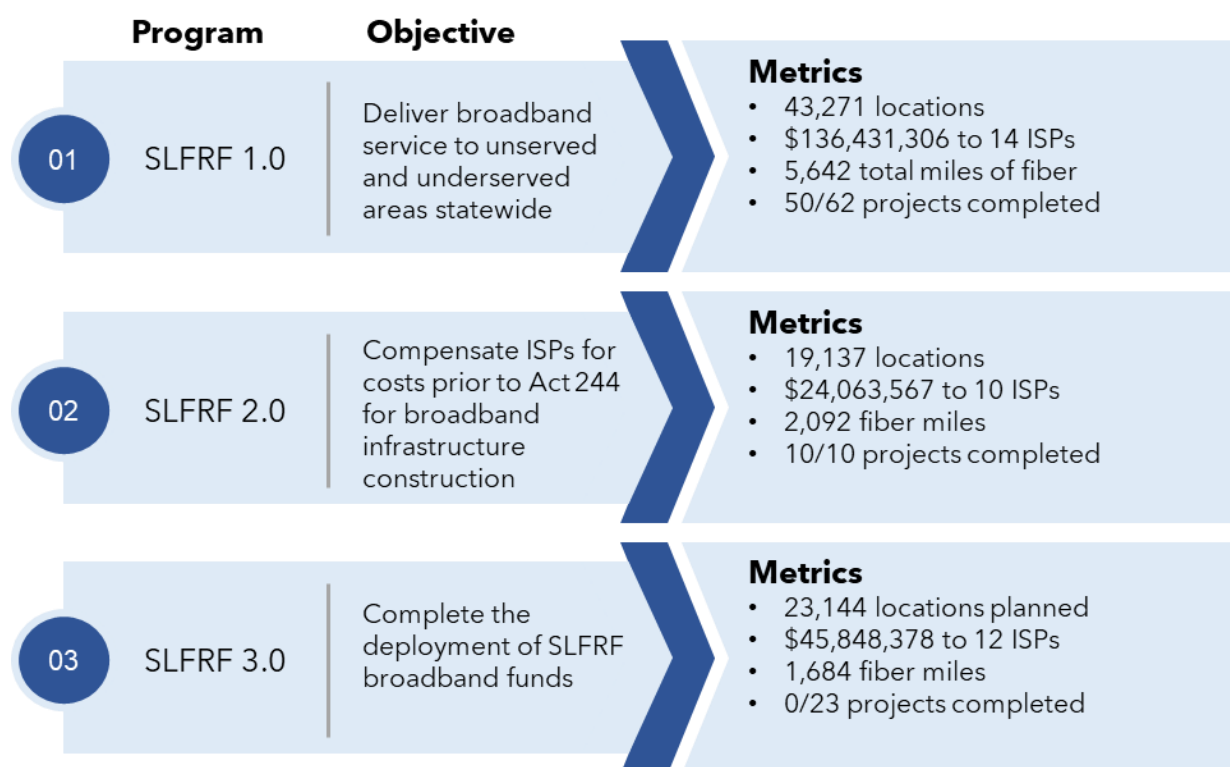 Program
Objective
01
SLFRF 1.0
Deliver broadband
service to unserved
and underserved
areas statewide
Metrics
• 43,271 locations
• $136,431,306 to 14 ISPs
• 5,642 total miles of fiber
• 50/62 projects completed
02
SLFRF 2.0
Compensate ISPs for
costs prior to Act 244
for broadband
infrastructure
construction
Metrics
• 19,137 locations
• $24,063,567 to 10 ISPs
• 2,092 fiber miles
• 10/10 projects completed
03
SLFRF 3.0
Complete the
deployment of SLFRF
broadband funds
Metrics
• 23,144 locations planned
• $45,848,378 to 12 ISPs
• 1,684 fiber miles
• 0/23 projects completed